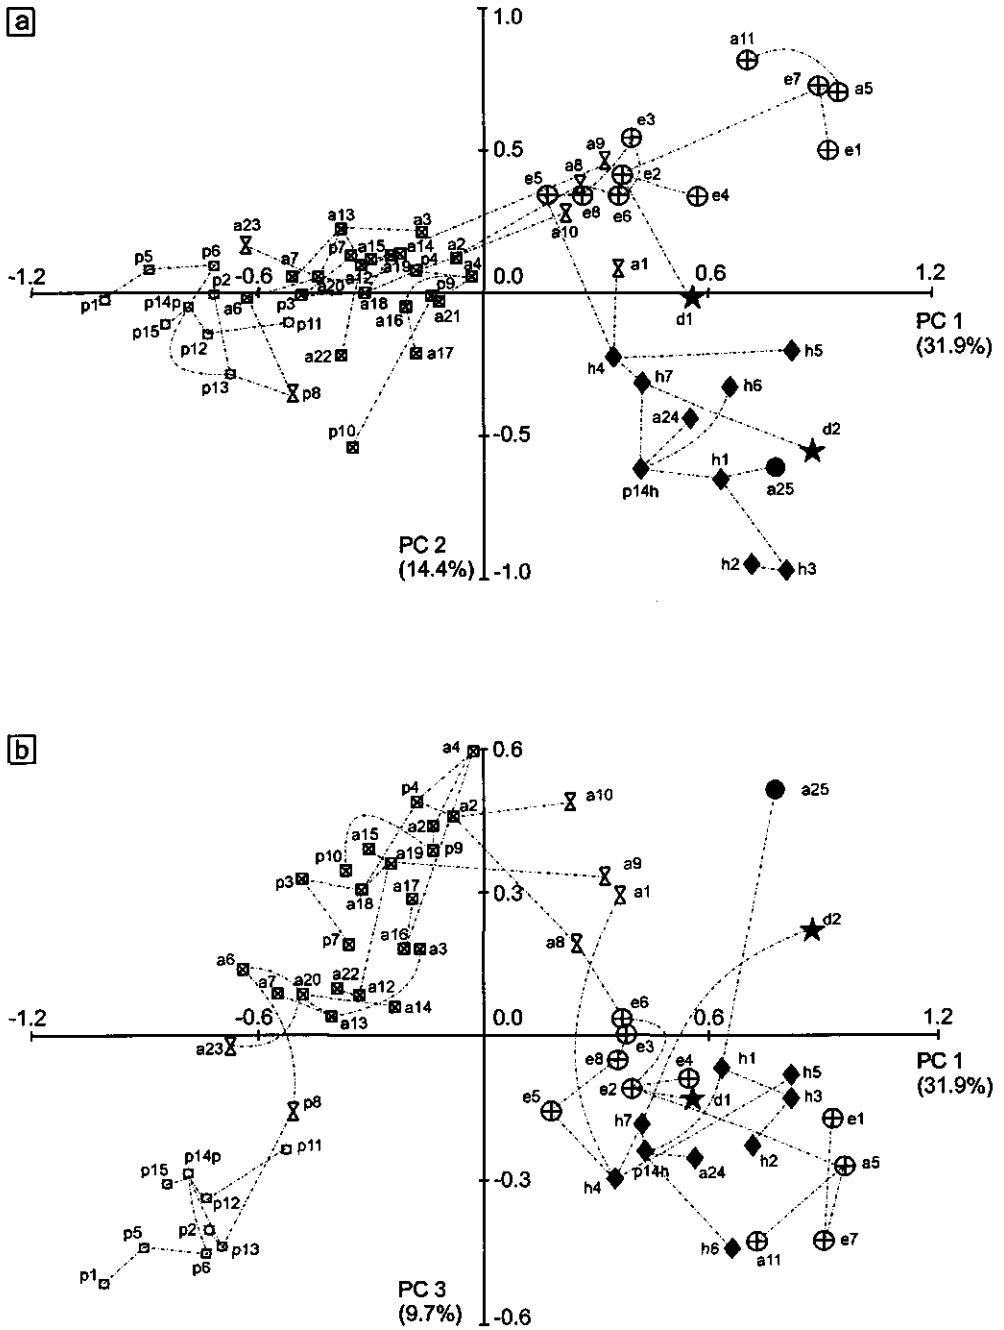 a
1.0
a11
e7
a5
e3
0.5
e1
a9
a8
e2
e5
e4
e8
e6
a10
a13
a3
a23
p5
p6
p7
a15
a14
a2
a7
a19
p4
a4
a1
-1.2
-0.6
0.0
0.6
1.2
p2
a12
p9
p1
p14p
a6
p3
a20
a18
a16
a21
d1
PC 1
(31.9%)
p15
p12
p11
a22
a17
h4
h5
h7
h6
p13
p8
a24
d2
p10
-0.5
h1
p14h
a25
PC 2
(14.4%)
h2
h3
-1.0
b
a4
0.6
p4
a2
a10
a25
a2
a15
a19
p9
p10
a9
p3
a18
a17
a1
0.3
d2
p7
a16
a3
a8
a6
a7
a20
a22
a12
a14
e6
-1.2
-0.6
a13
0.0
0.6
1.2
a23
e3
e8
e4
h1
h5
PC 1
(31.9%)
e2
e5
d1
h3
p8
h7
e1
p14p
p11
p15
h2
a5
h4
p14h
a24
p12
-0.3
p5
p2
p13
p6
h6
a11
e7
p1
PC 3
(9.7%)
-0.6